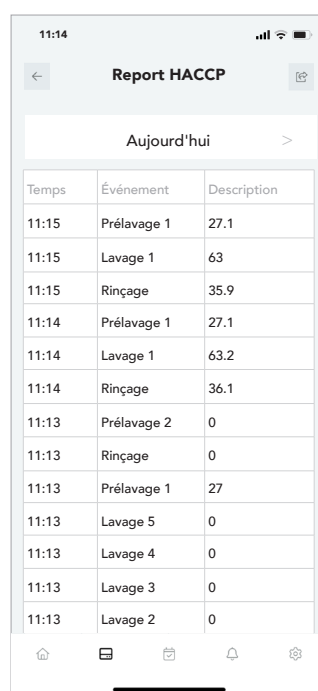 11:14
Report HACCP
Aujourd'hui >
Temps Événement Description
11:15 Prélavage 1 27.1
11:15 Lavage 1 63
11:15 Rinçage 35.9
11:14 Prélavage 1 27.1
11:14 Lavage 1 63.2
11:14 Rinçage 36.1
11:13 Prélavage 2 0
11:13 Rinçage 0
11:13 Prélavage 1 27
11:13 Lavage 5 0
11:13 Lavage 4 0
11:13 Lavage 3 0
11:13 Lavage 2 0